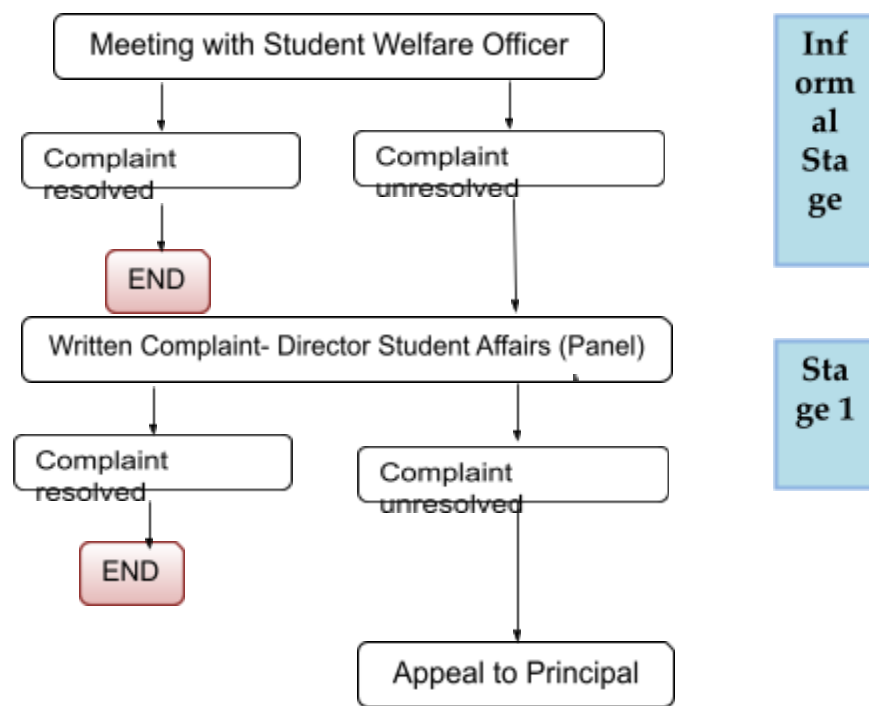 Meeting with Student Welfare Officer
Complaint
resolved
Complaint
unresolved
END
Written Complaint- Director Student Affairs (Panel)
Complaint
resolved
Complaint
unresolved
END
Appeal to Principal
Inf
orm
al
Sta
ge
Sta
ge 1